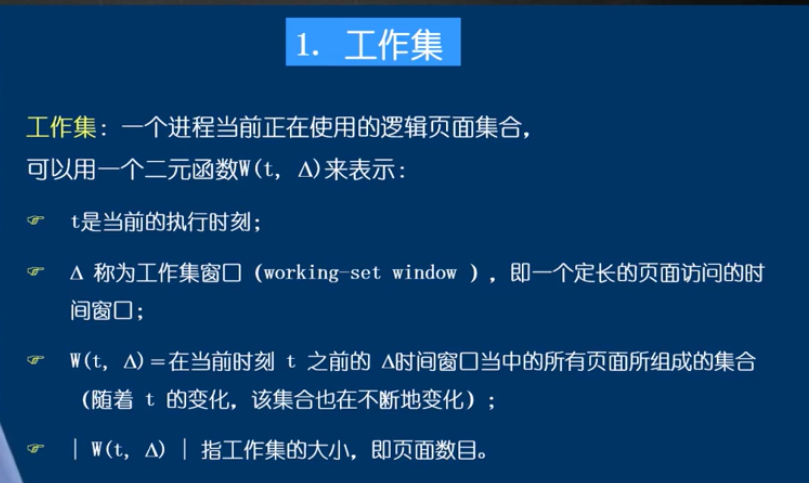 1. 工作集
工作集: 一个进程当前正在使用的逻辑页面集合,
可以用一个二元函数W(t, Δ)来表示:
t是当前的执行时刻;
Δ 称为工作集窗口(working-set window ), 即一个定长的页面访问的时
间窗口;
W(t, Δ)=在当前时刻 t 之前的 Δ时间窗口当中的所有页面所组成的集合
(随着 t 的变化, 该集合也在不断地变化);
| W(t, Δ) | 指工作集的大小, 即页面数目。